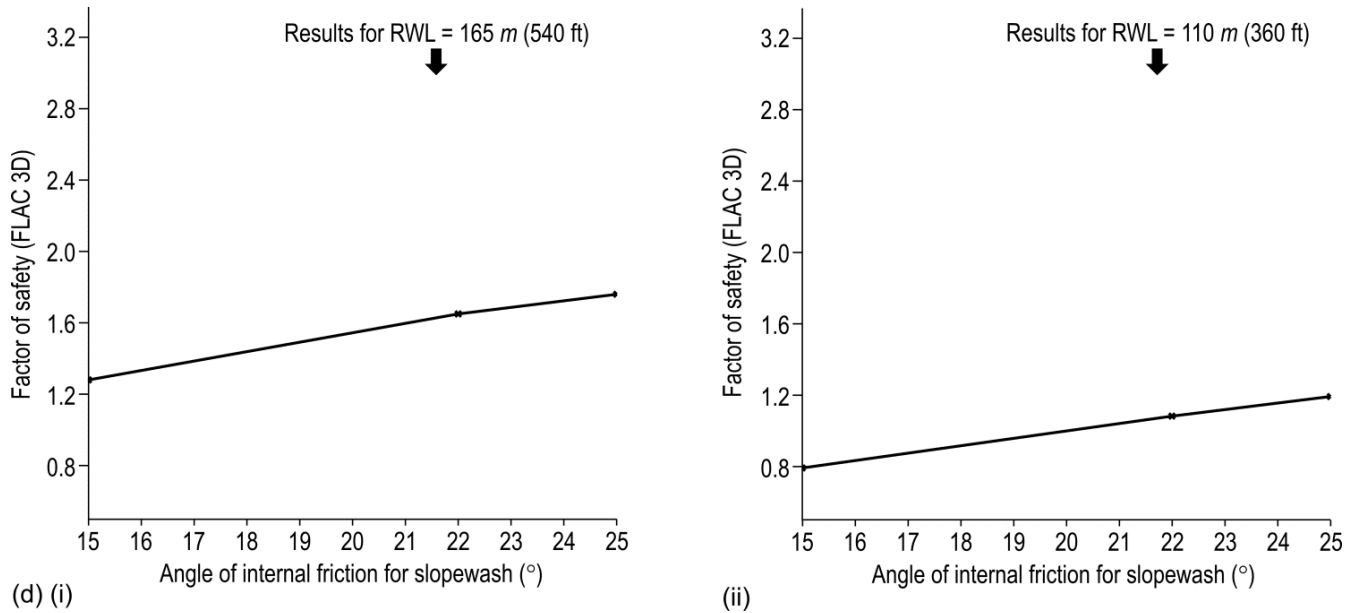 Results for RWL = 165 m (540 ft)
3.2
2.8
2.4
2.0
1.6
1.2
0.8
Factor of safety (FLAC 3D)
15 16 17 18 19 20 21 22 23 24 25
Angle of internal friction for slopewash (°)
(d) (i)
Results for RWL = 110 m (360 ft)
3.2
2.8
2.4
2.0
1.6
1.2
0.8
Factor of safety (FLAC 3D)
15 16 17 18 19 20 21 22 23 24 25
Angle of internal friction for slopewash (°)
(ii)